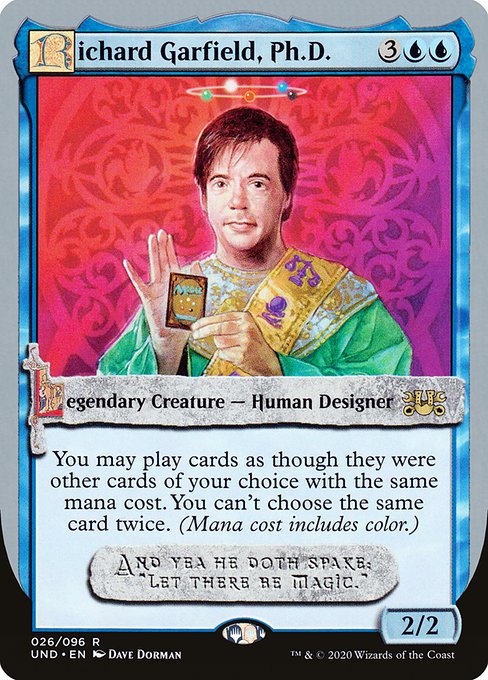 Richard Garfield, Ph.D. 3
MAGIC
Legendary Creature — Human Designer
You may play cards as though they were
other cards of your choice with the same
mana cost. You can't choose the same
card twice. (Mana cost includes color.)
And yea he doth spake:
"Let there be Magic."
2/2
026/096 R
UND • EN Dave Dorman
™ & © 2020 Wizards of the Coast